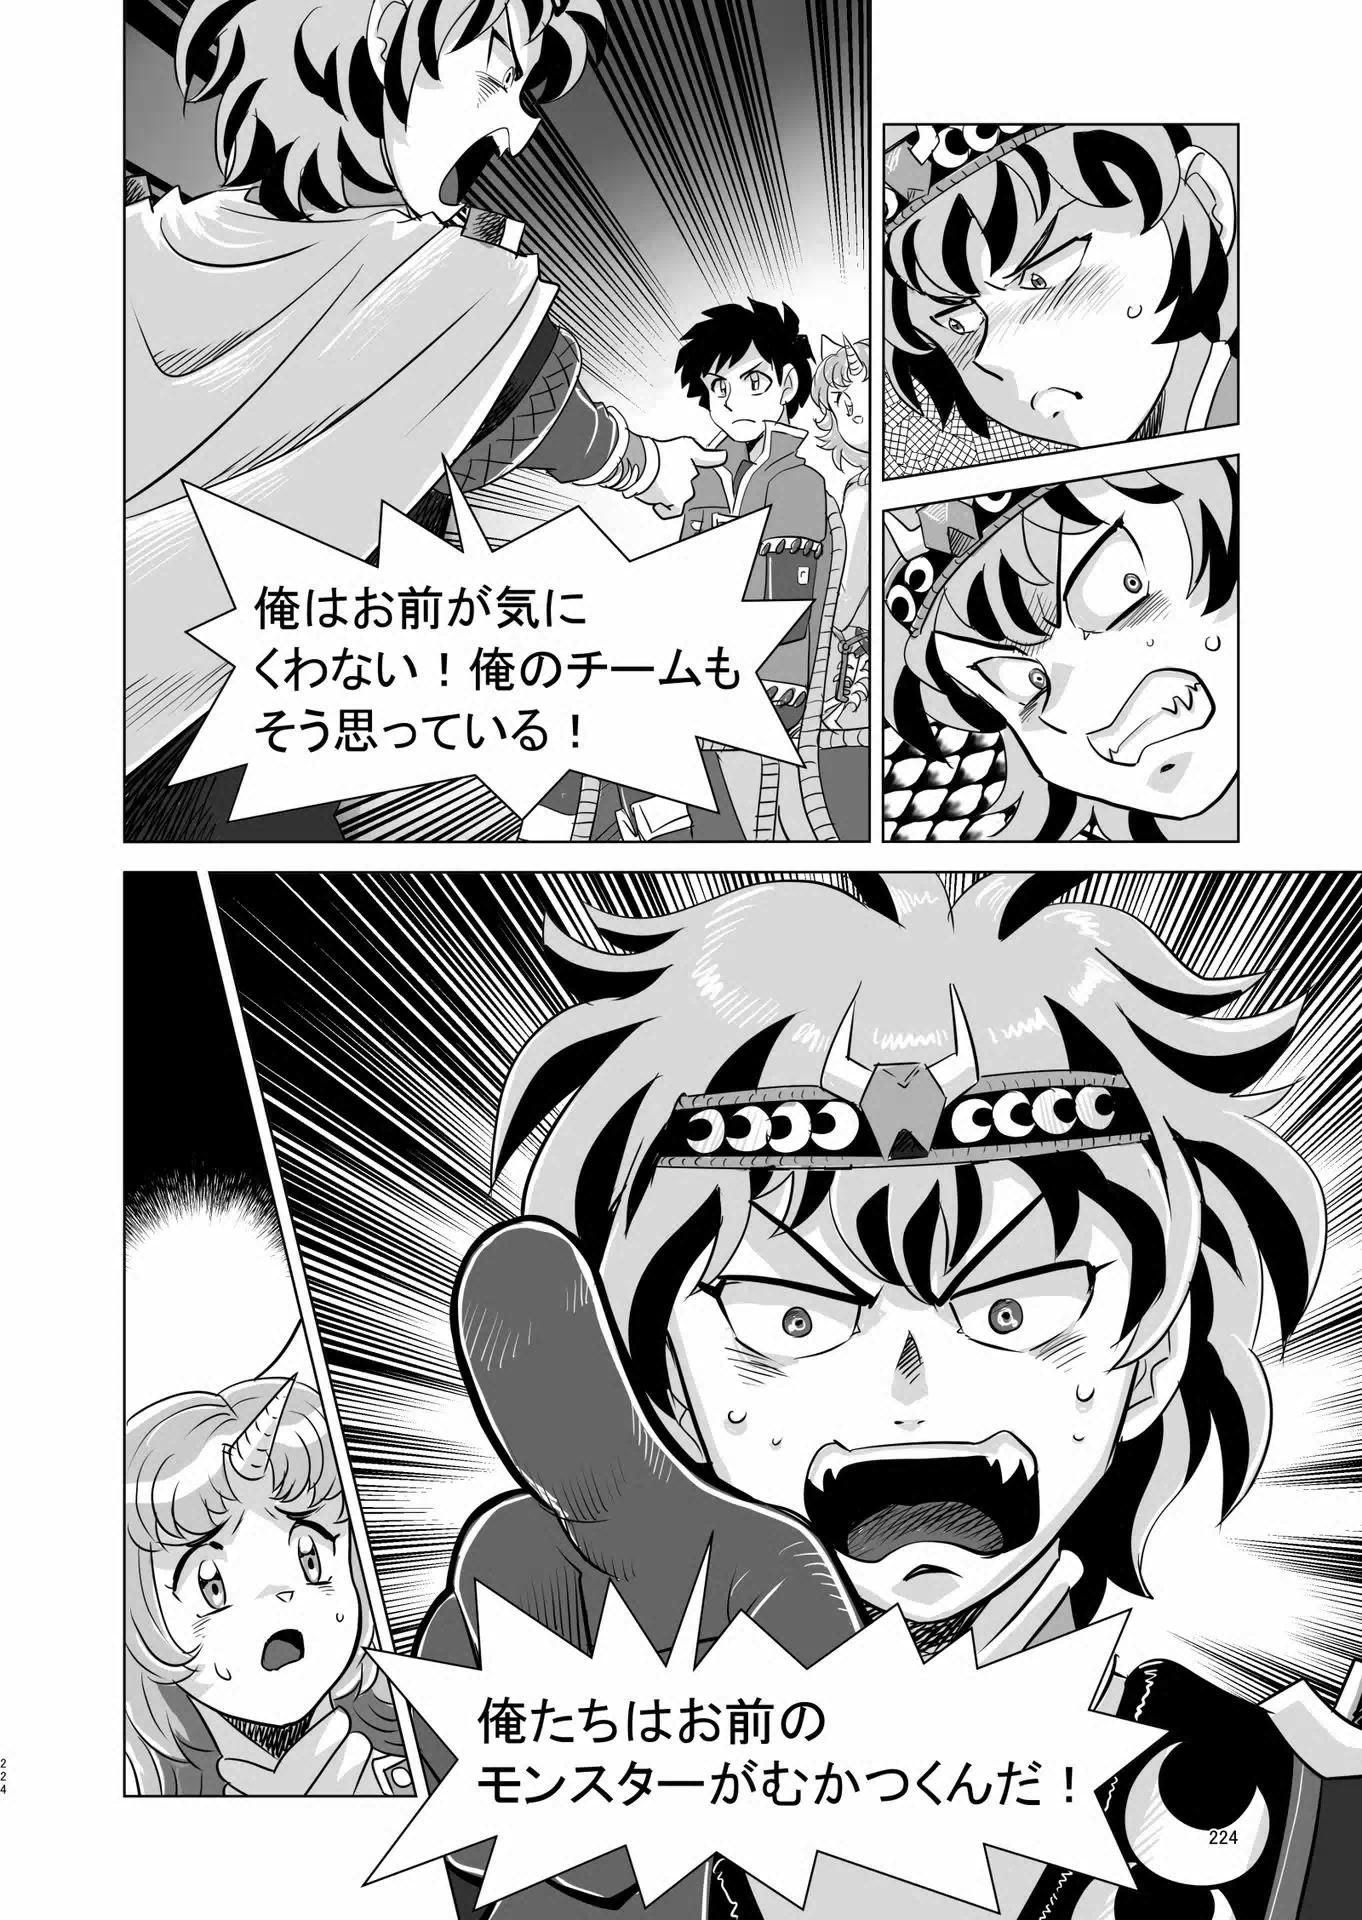 俺はお前が気に
くわない！俺のチームも
そう思っている！
俺たちはお前の
モンスターがむかつくんだ！
224
224